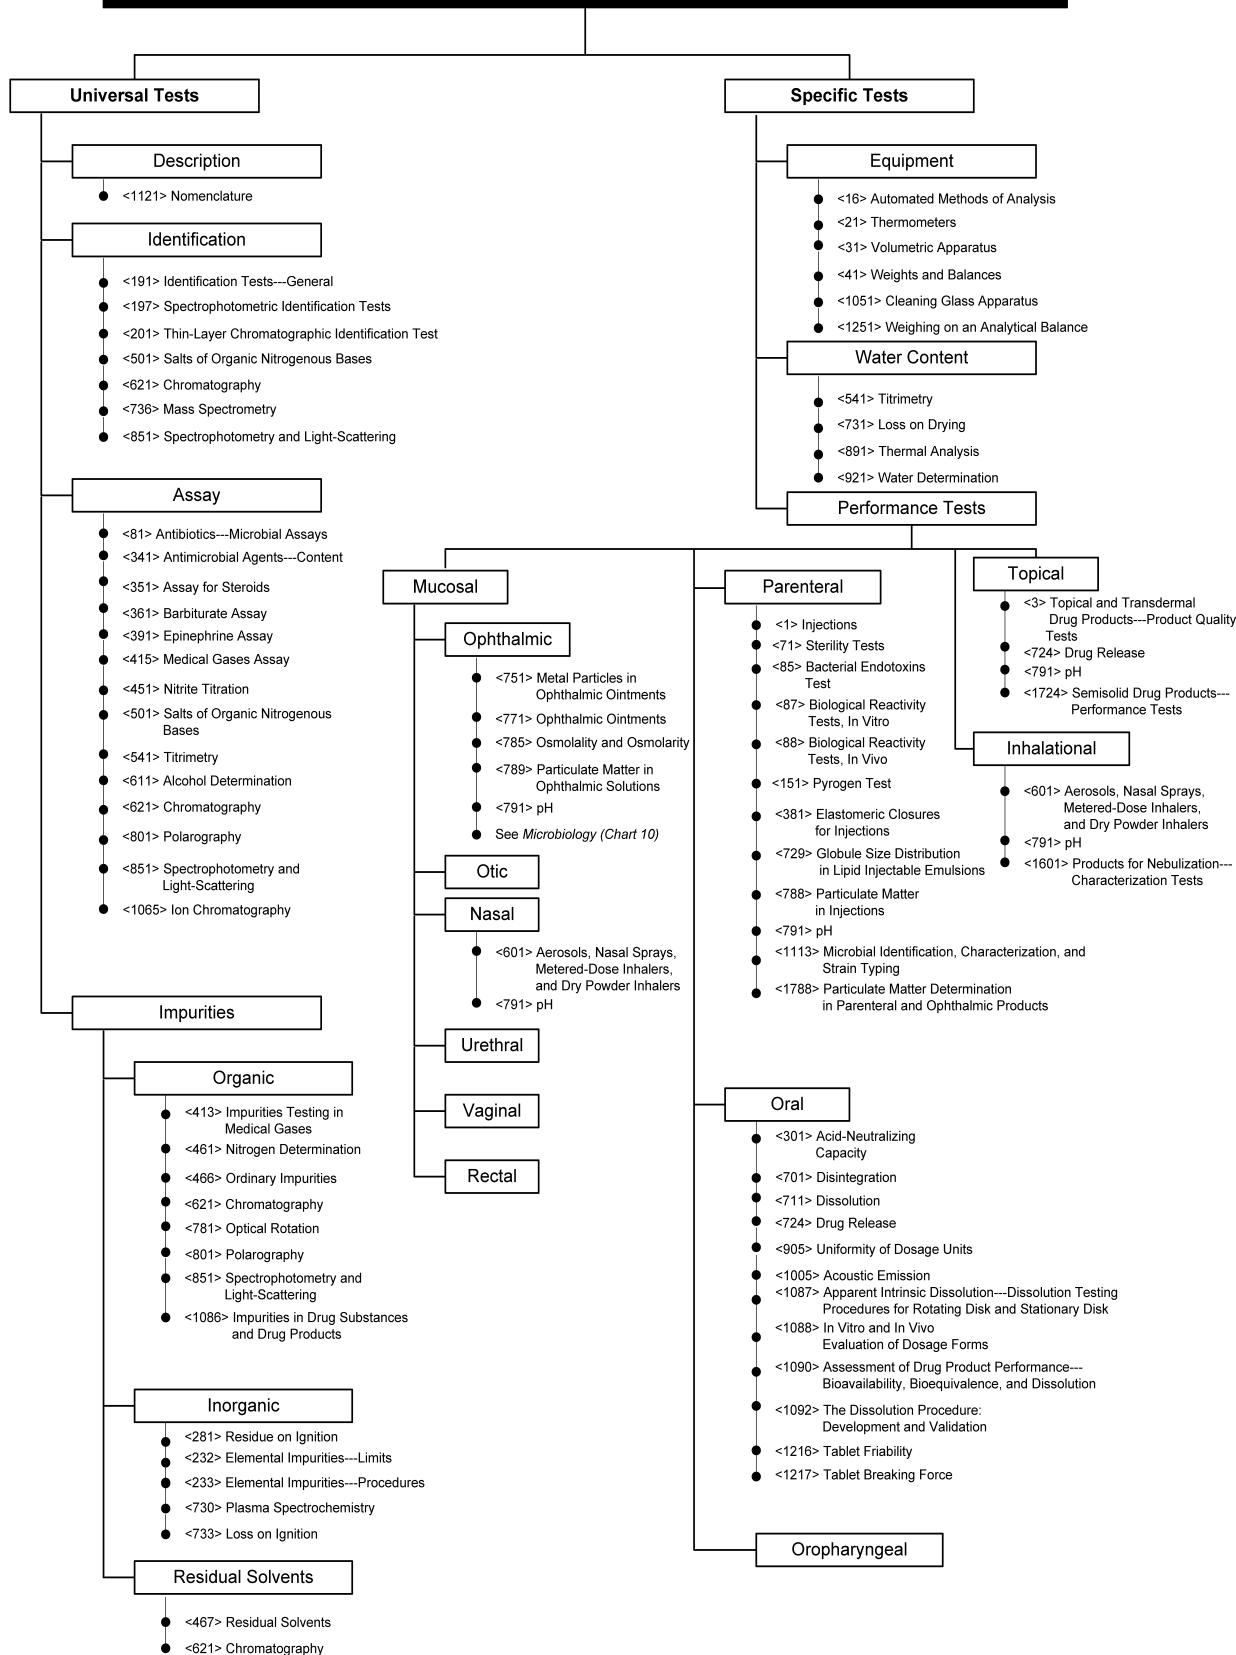 Universal Tests
Description
<1121> Nomenclature
Identification
<191> Identification Tests---General
<197> Spectrophotometric Identification Tests
<201> Thin-Layer Chromatographic Identification Test
<501> Salts of Organic Nitrogenous Bases
<621> Chromatography
<736> Mass Spectrometry
<851> Spectrophotometry and Light-Scattering
Assay
<81> Antibiotics---Microbial Assays
<341> Antimicrobial Agents---Content
<351> Assay for Steroids
<361> Barbiturate Assay
<391> Epinephrine Assay
<415> Medical Gases Assay
<451> Nitrite Titration
<501> Salts of Organic Nitrogenous
Bases
<541> Titrimetry
<611> Alcohol Determination
<621> Chromatography
<801> Polarography
<851> Spectrophotometry and
Light-Scattering
<1065> Ion Chromatography
Impurities
Organic
<413> Impurities Testing in
Medical Gases
<461> Nitrogen Determination
<466> Ordinary Impurities
<621> Chromatography
<781> Optical Rotation
<801> Polarography
<851> Spectrophotometry and
Light-Scattering
<1086> Impurities in Drug Substances
and Drug Products
Inorganic
<281> Residue on Ignition
<232> Elemental Impurities---Limits
<233> Elemental Impurities---Procedures
<730> Plasma Spectrochemistry
<733> Loss on Ignition
Residual Solvents
<467> Residual Solvents
<621> Chromatography
Specific Tests
Equipment
<16> Automated Methods of Analysis
<21> Thermometers
<31> Volumetric Apparatus
<41> Weights and Balances
<1051> Cleaning Glass Apparatus
<1251> Weighing on an Analytical Balance
Water Content
<541> Titrimetry
<731> Loss on Drying
<891> Thermal Analysis
<921> Water Determination
Performance Tests
Mucosal
Ophthalmic
<751> Metal Particles in
Ophthalmic Ointments
<771> Ophthalmic Ointments
<785> Osmolality and Osmolarity
<789> Particulate Matter in
Ophthalmic Solutions
<791> pH
See Microbiology (Chart 10)
Otic
Nasal
<601> Aerosols, Nasal Sprays,
Metered-Dose Inhalers,
and Dry Powder Inhalers
<791> pH
Urethral
Vaginal
Rectal
Parenteral
<1> Injections
<71> Sterility Tests
<85> Bacterial Endotoxins
Test
<87> Biological Reactivity
Tests, In Vitro
<88> Biological Reactivity
Tests, In Vivo
<151> Pyrogen Test
<381> Elastomeric Closures
for Injections
<729> Globule Size Distribution
in Lipid Injectable Emulsions
<788> Particulate Matter
in Injections
<791> pH
<1113> Microbial Identification, Characterization, and
Strain Typing
<1788> Particulate Matter Determination
in Parenteral and Ophthalmic Products
Oral
<301> Acid-Neutralizing
Capacity
<701> Disintegration
<711> Dissolution
<724> Drug Release
<905> Uniformity of Dosage Units
<1005> Acoustic Emission
<1087> Apparent Intrinsic Dissolution---Dissolution Testing
Procedures for Rotating Disk and Stationary Disk
<1088> In Vitro and In Vivo
Evaluation of Dosage Forms
<1090> Assessment of Drug Product Performance---
Bioavailability, Bioequivalence, and Dissolution
<1092> The Dissolution Procedure:
Development and Validation
<1216> Tablet Friability
<1217> Tablet Breaking Force
Oropharyngeal
Topical
<3> Topical and Transdermal
Drug Products---Product Quality
Tests
<724> Drug Release
<791> pH
<1724> Semisolid Drug Products---
Performance Tests
Inhalational
<601> Aerosols, Nasal Sprays,
Metered-Dose Inhalers,
and Dry Powder Inhalers
<791> pH
<1601> Products for Nebulization---
Characterization Tests